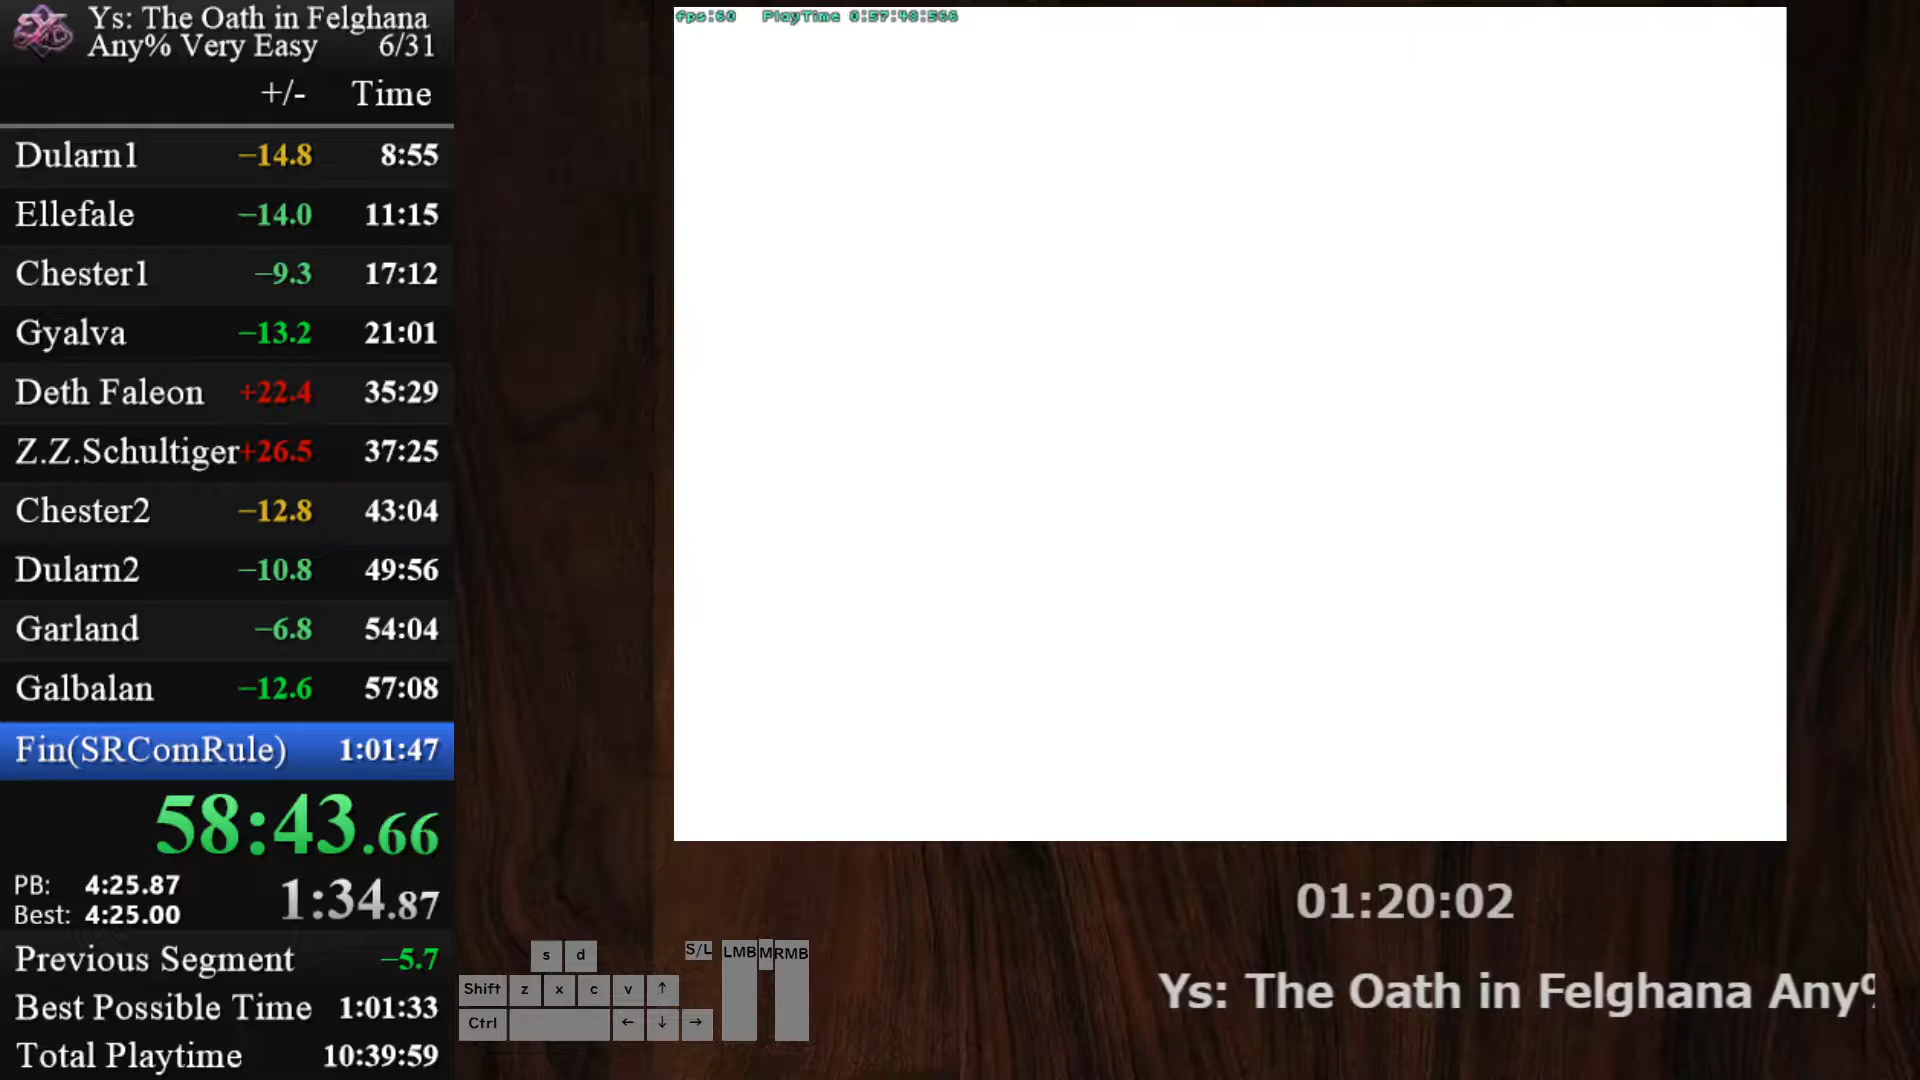 Ys: The Oath in Felghana
Any% Very Easy 6/31
+/- Time
Dularn1 −14.8 8:55
Ellefale −14.0 11:15
Chester1 −9.3 17:12
Gyalva −13.2 21:01
Deth Faleon +22.4 35:29
Z.Z.Schultiger +26.5 37:25
Chester2 −12.8 43:04
Dularn2 −10.8 49:56
Garland −6.8 54:04
Galbalan −12.6 57:08
Fin(SRComRule) 1:01:47
58:43.66
PB: 4:25.87
Best: 4:25.00
1:34.87
Previous Segment −5.7
Best Possible Time 1:01:33
Total Playtime 10:39:59
fps:60 PlayTime 0:57:48:566
s d S/L LMB M RMB
Shift z x c v ↑
Ctrl ← ↓ →
01:20:02
Ys: The Oath in Felghana Any%